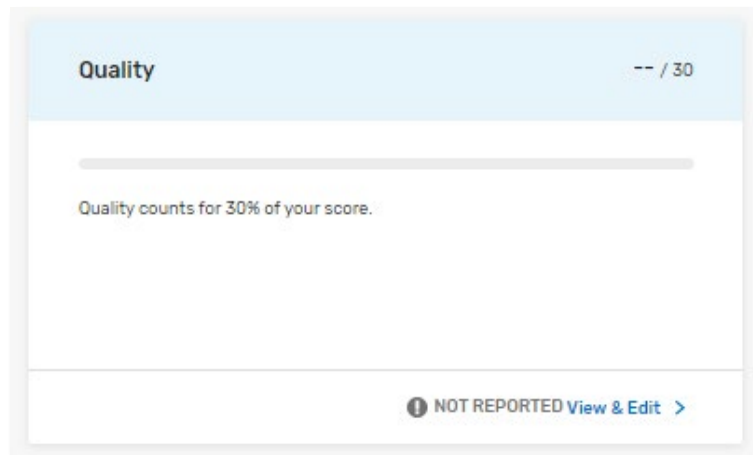 Quality -- / 30
Quality counts for 30% of your score.
NOT REPORTED View & Edit >